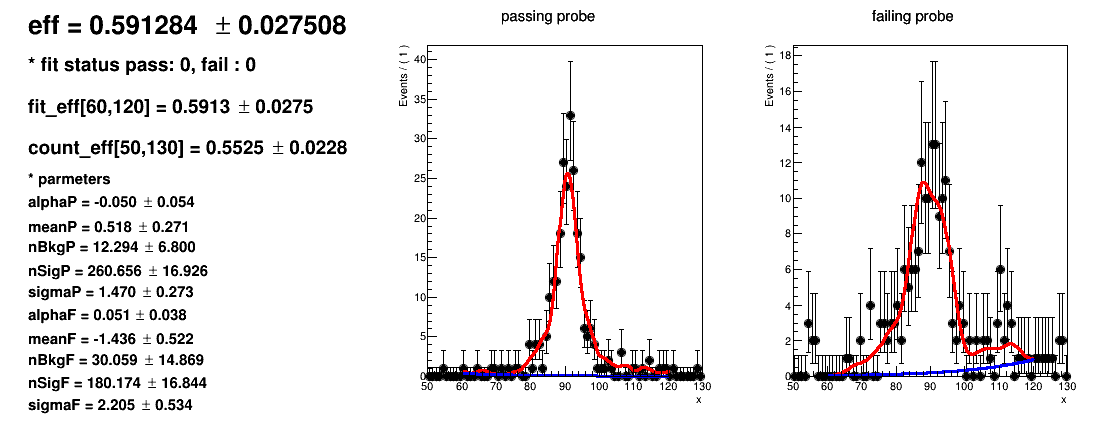 eff = 0.591284 ± 0.027508
* fit status pass: 0, fail : 0
fit_eff[60,120] = 0.5913 ± 0.0275
count_eff[50,130] = 0.5525 ± 0.0228
* parmeters
alphaP = -0.050 ± 0.054
meanP = 0.518 ± 0.271
nBkgP = 12.294 ± 6.800
nSigP = 260.656 ± 16.926
sigmaP = 1.470 ± 0.273
alphaF = 0.051 ± 0.038
meanF = -1.436 ± 0.522
nBkgF = 30.059 ± 14.869
nSigF = 180.174 ± 16.844
sigmaF = 2.205 ± 0.534
passing probe
Events / ( 1 )
40
35
30
25
20
15
10
5
0
50 60 70 80 90 100 110 120 130
x
failing probe
Events / ( 1 )
18
16
14
12
10
8
6
4
2
0
50 60 70 80 90 100 110 120 130
x